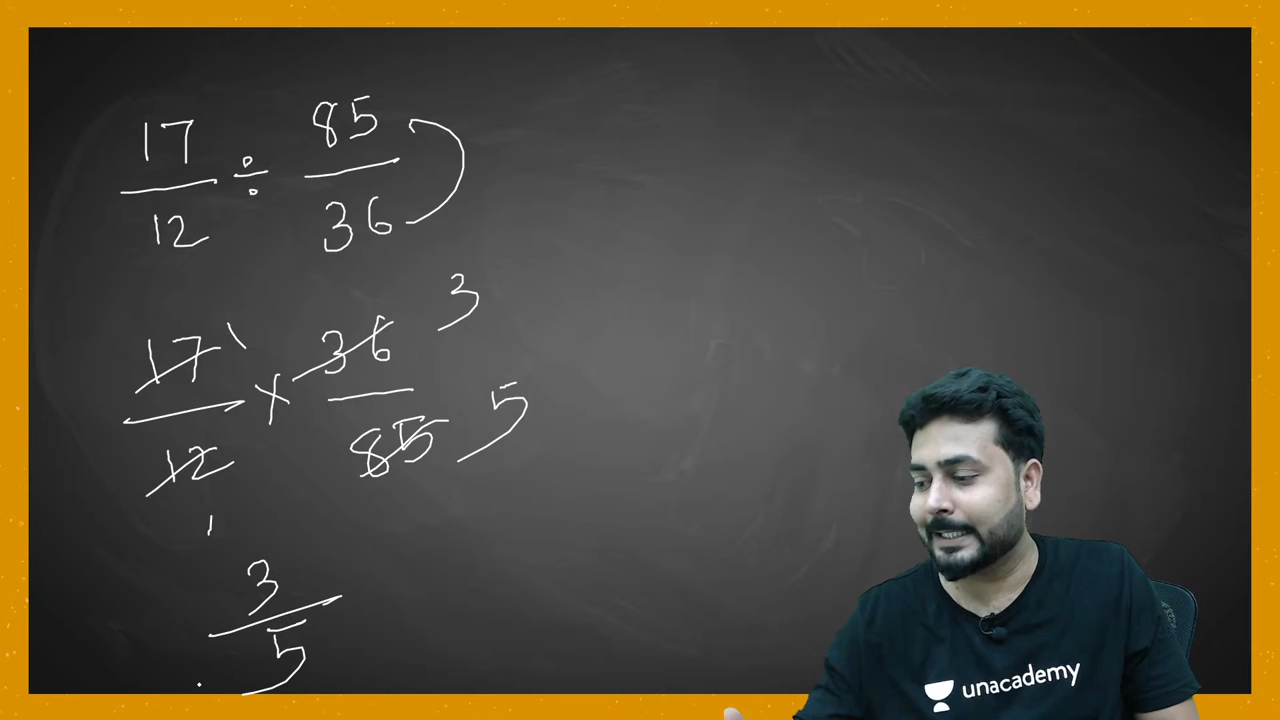 17/12 ÷ 85/36
17/12 × 36/85
1 3
1 5
3/5
unacademy